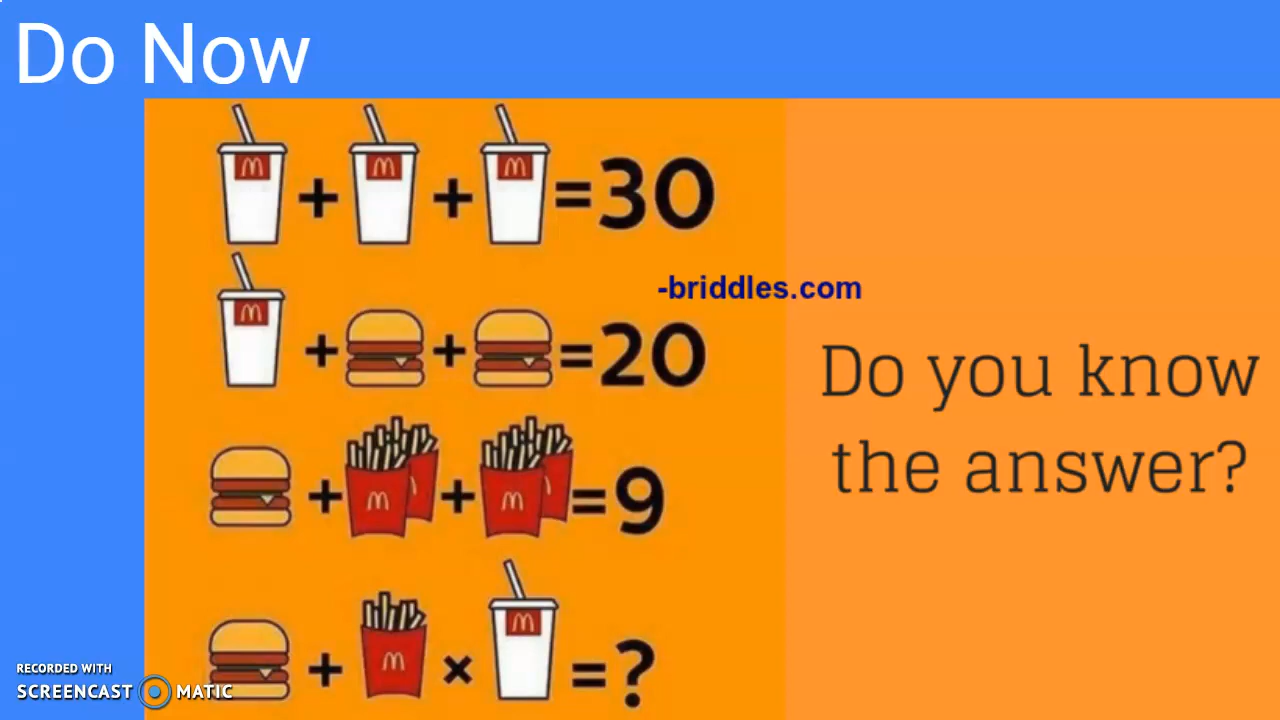 Do Now
+ + =30
-briddles.com
+ + =20
Do you know
the answer?
+ + =9
+ × =?
RECORDED WITH
SCREENCAST MATIC